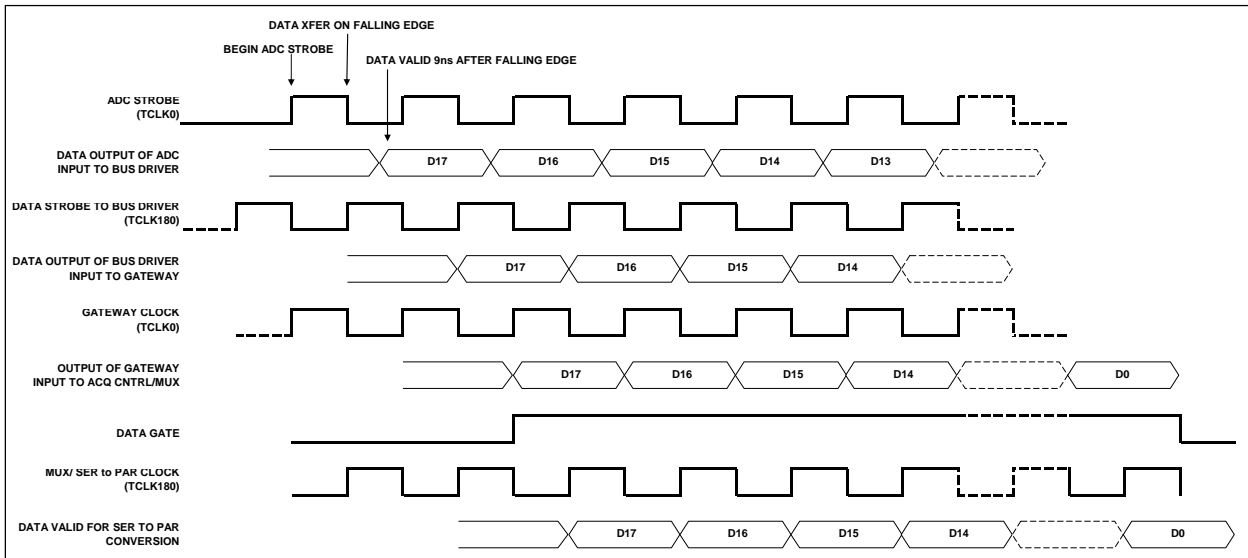 DATA XFER ON FALLING EDGE
BEGIN ADC STROBE
DATA VALID 9ns AFTER FALLING EDGE
ADC STROBE
(TCLK0)
DATA OUTPUT OF ADC
INPUT TO BUS DRIVER
D17 D16 D15 D14 D13
DATA STROBE TO BUS DRIVER
(TCLK180)
DATA OUTPUT OF BUS DRIVER
INPUT TO GATEWAY
D17 D16 D15 D14
GATEWAY CLOCK
(TCLK0)
OUTPUT OF GATEWAY
INPUT TO ACQ CNTRL/MUX
D17 D16 D15 D14 D0
DATA GATE
MUX/ SER to PAR CLOCK
(TCLK180)
DATA VALID FOR SER TO PAR
CONVERSION
D17 D16 D15 D14 D0